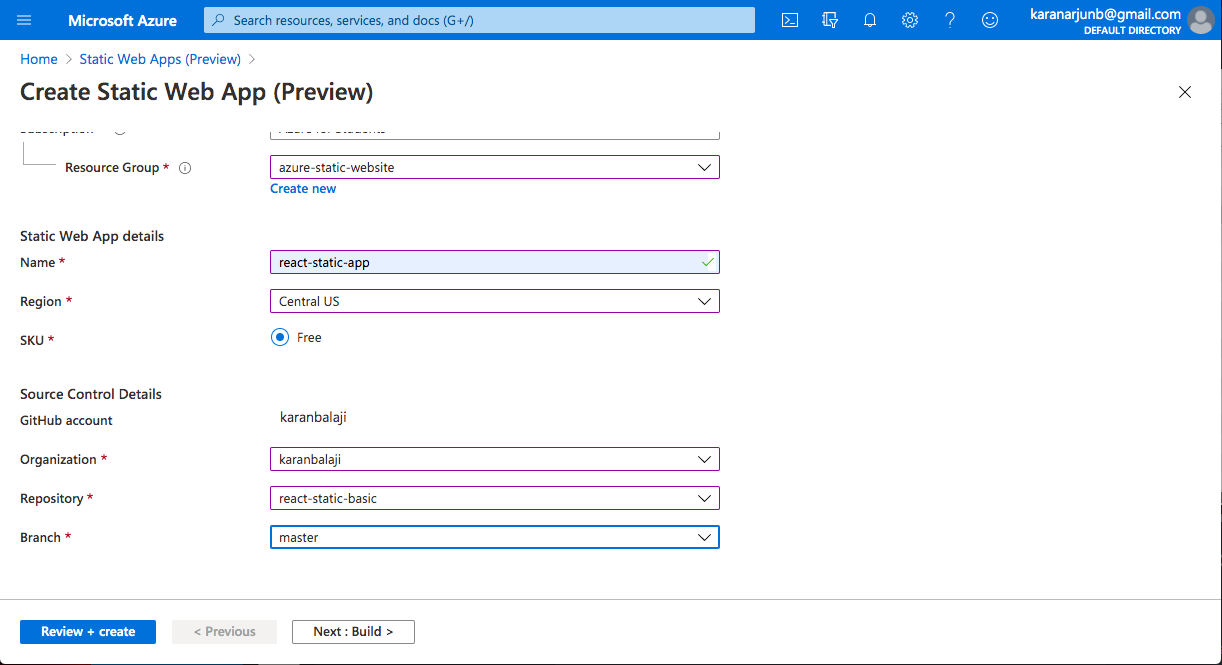 Microsoft Azure
Search resources, services, and docs (G+/)
karanarjunb@gmail.com
DEFAULT DIRECTORY
Home > Static Web Apps (Preview) >
Create Static Web App (Preview)
Resource Group * i
azure-static-website
Create new
Static Web App details
Name *
react-static-app
Region *
Central US
SKU *
Free
Source Control Details
GitHub account
karanbalaji
Organization *
karanbalaji
Repository *
react-static-basic
Branch *
master
Review + create
< Previous
Next : Build >